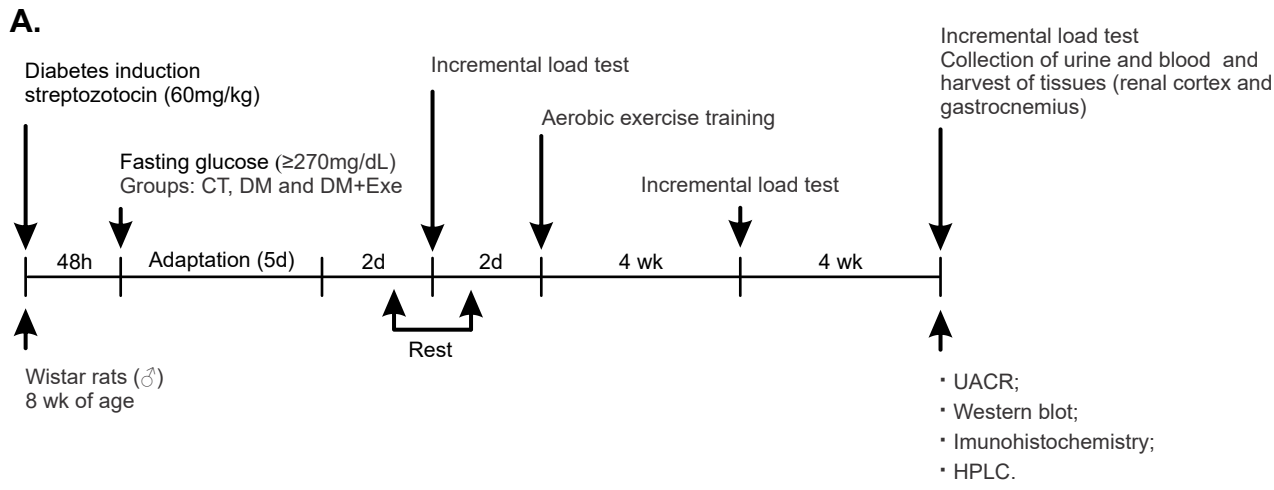 A.
Diabetes induction
streptozotocin (60mg/kg)
Fasting glucose (≥270mg/dL)
Groups: CT, DM and DM+Exe
Incremental load test
Aerobic exercise training
Incremental load test
Incremental load test
Collection of urine and blood and
harvest of tissues (renal cortex and
gastrocnemius)
48h
Adaptation (5d)
2d
2d
4 wk
4 wk
Rest
Wistar rats (♂)
8 wk of age
· UACR;
· Western blot;
· Imunohistochemistry;
· HPLC.